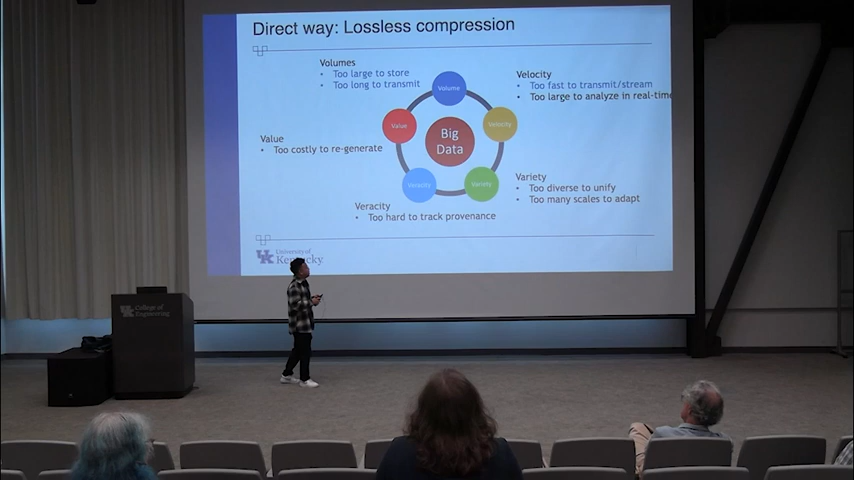 Direct way: Lossless compression
Volumes
• Too large to store
• Too long to transmit
Velocity
• Too fast to transmit/stream
• Too large to analyze in real-time
Volume
Value
Velocity
Big
Data
Value
• Too costly to re-generate
Veracity
Variety
Variety
• Too diverse to unify
• Too many scales to adapt
Veracity
• Too hard to track provenance
UK
University of
Kentucky
UK College of
Engineering